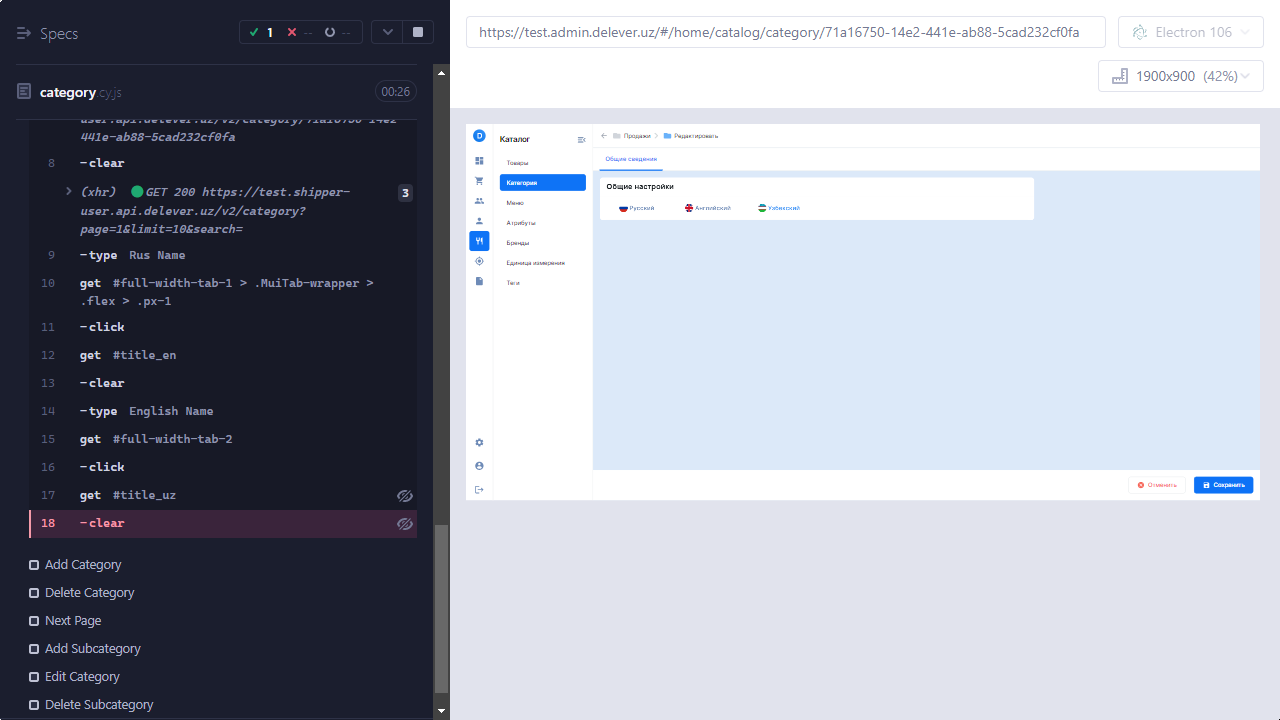 Specs
1
--
--
category.cy.js
00:26
user.api.delever.uz/v2/category/71a16750-14e2-
441e-ab88-5cad232cf0fa
8 -clear
(xhr) GET 200 https://test.shipper-
user.api.delever.uz/v2/category?
page=1&limit=10&search=
3
9 -type Rus Name
10 get #full-width-tab-1 > .MuiTab-wrapper >
.flex > .px-1
11 -click
12 get #title_en
13 -clear
14 -type English Name
15 get #full-width-tab-2
16 -click
17 get #title_uz
18 -clear
Add Category
Delete Category
Next Page
Add Subcategory
Edit Category
Delete Subcategory
https://test.admin.delever.uz/#/home/catalog/category/71a16750-14e2-441e-ab88-5cad232cf0fa
Electron 106
1900x900 (42%)
D
Каталог
Товары
Категория
Меню
Атрибуты
Бренды
Единица измерения
Теги
Продажи
Редактировать
Общие сведения
Общие настройки
Русский
Английский
Узбекский
Отменить
Сохранить